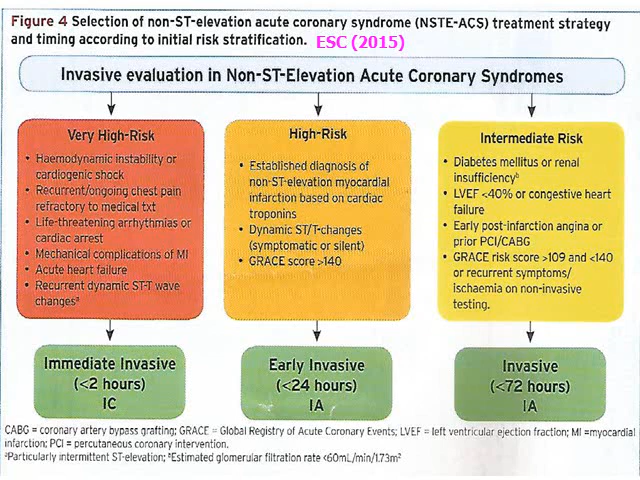 Figure 4 Selection of non-ST-elevation acute coronary syndrome (NSTE-ACS) treatment strategy
and timing according to initial risk stratification. ESC (2015)
Invasive evaluation in Non-ST-Elevation Acute Coronary Syndromes
Very High-Risk
• Haemodynamic instability or
cardiogenic shock
• Recurrent/ongoing chest pain
refractory to medical txt
• Life-threatening arrhythmias or
cardiac arrest
• Mechanical complications of MI
• Acute heart failure
• Recurrent dynamic ST-T wave
changesᵃ
Immediate Invasive
(<2 hours)
IC
High-Risk
• Established diagnosis of
non-ST-elevation myocardial
infarction based on cardiac
troponins
• Dynamic ST/T-changes
(symptomatic or silent)
• GRACE score >140
Early Invasive
(<24 hours)
IA
Intermediate Risk
• Diabetes mellitus or renal
insufficiencyᵇ
• LVEF <40% or congestive heart
failure
• Early post-infarction angina or
prior PCI/CABG
• GRACE risk score >109 and <140
or recurrent symptoms/
ischaemia on non-invasive
testing.
Invasive
(<72 hours)
IA
CABG = coronary artery bypass grafting; GRACE = Global Registry of Acute Coronary Events; LVEF = left ventricular ejection fraction; MI =myocardial
infarction; PCI = percutaneous coronary intervention.
ᵃParticularly intermittent ST-elevation; ᵇEstimated glomerular filtration rate <60mL/min/1.73m²